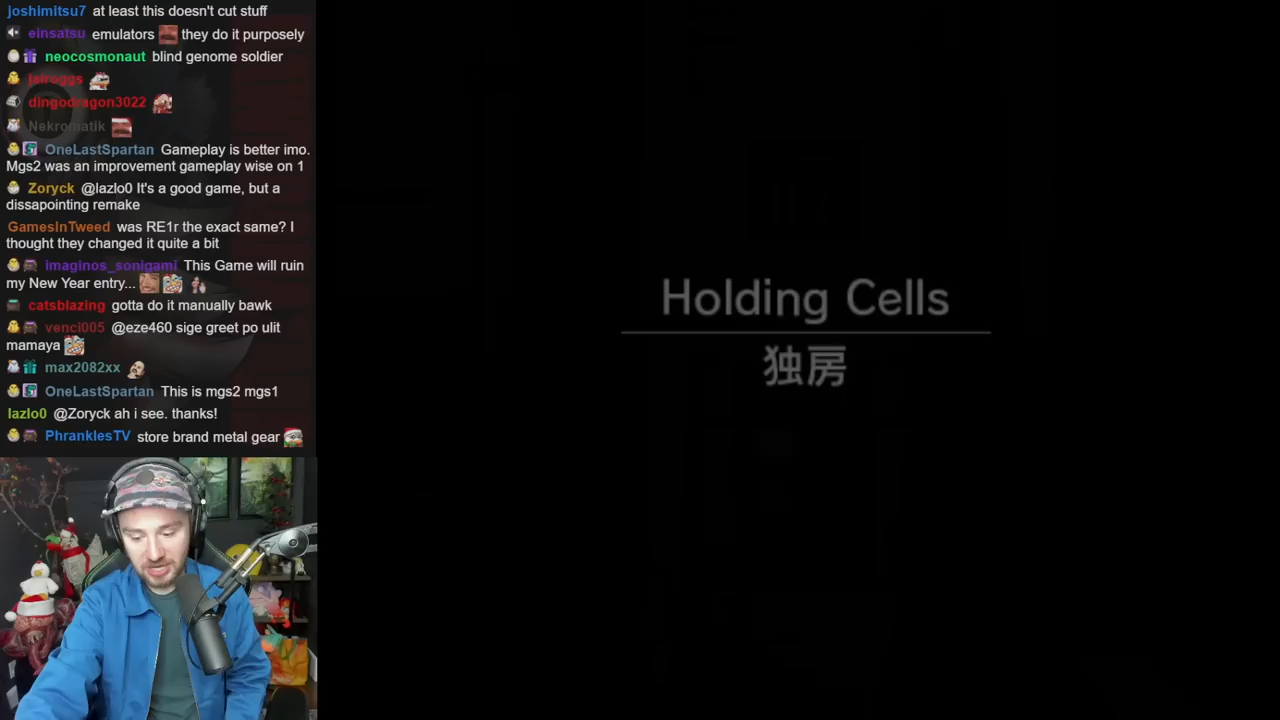 joshimitsu7 at least this doesn't cut stuff
einsatsu emulators they do it purposely
neocosmonaut blind genome soldier
jelroggs
dingodragon3022
Nekromatik
OneLastSpartan Gameplay is better imo.
Mgs2 was an improvement gameplay wise on 1
Zoryck @lazlo0 It's a good game, but a
dissapointing remake
GamesInTweed was RE1r the exact same? I
thought they changed it quite a bit
imaginos_sonigami This Game will ruin
my New Year entry...
catsblazing gotta do it manually bawk
venci005 @eze460 sige greet po ulit
mamaya
max2082xx
OneLastSpartan This is mgs2 mgs1
lazlo0 @Zoryck ah i see. thanks!
PhranklesTV store brand metal gear
Holding Cells
独房